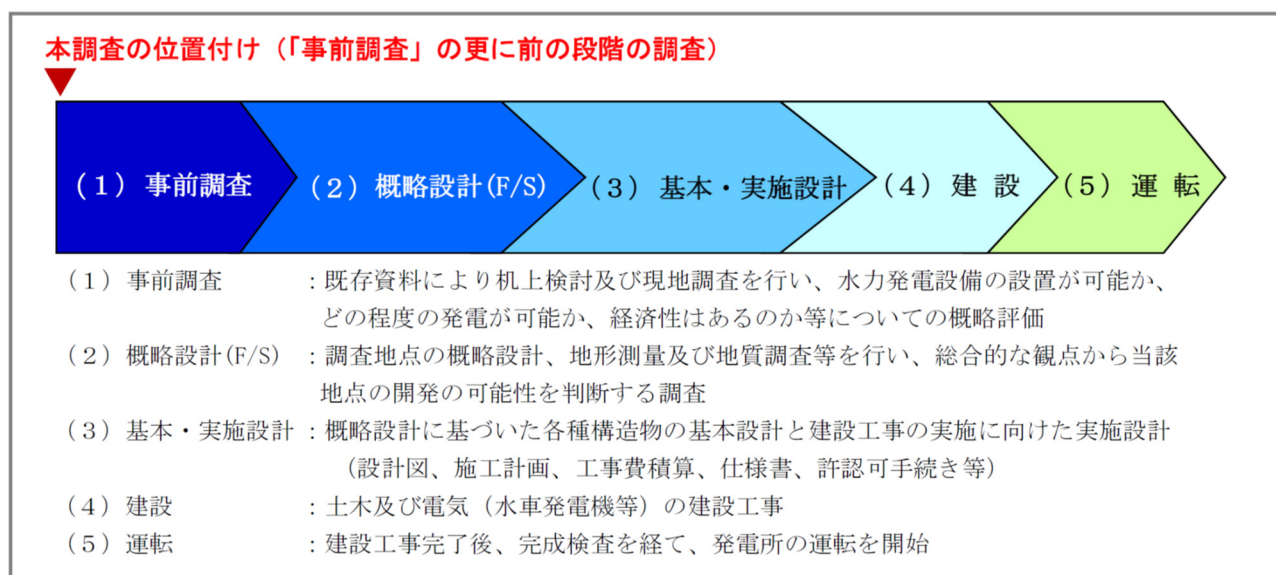 本調査の位置付け（「事前調査」の更に前の段階の調査）
（１）事前調査
（２）概略設計(F/S)
（３）基本・実施設計
（４）建 設
（５）運 転
（１）事前調査 ：既存資料により机上検討及び現地調査を行い、水力発電設備の設置が可能か、
どの程度の発電が可能か、経済性はあるのか等についての概略評価
（２）概略設計(F/S) ：調査地点の概略設計、地形測量及び地質調査等を行い、総合的な観点から当該
地点の開発の可能性を判断する調査
（３）基本・実施設計 ：概略設計に基づいた各種構造物の基本設計と建設工事の実施に向けた実施設計
（設計図、施工計画、工事費積算、仕様書、許認可手続き等）
（４）建設 ：土木及び電気（水車発電機等）の建設工事
（５）運転 ：建設工事完了後、完成検査を経て、発電所の運転を開始